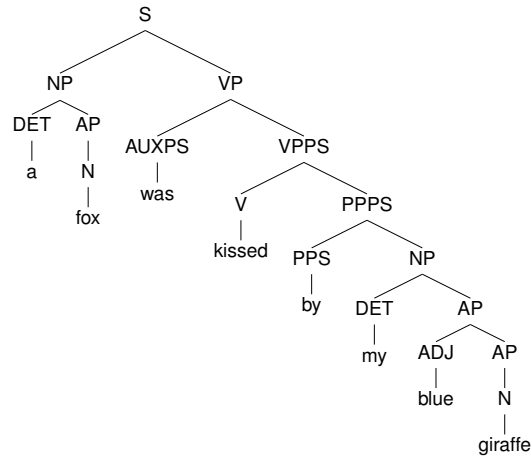 S
NP VP
DET AP AUXPS VPPS
a N was V PPPS
fox kissed PPS NP
by DET AP
my ADJ AP
blue N
giraffe